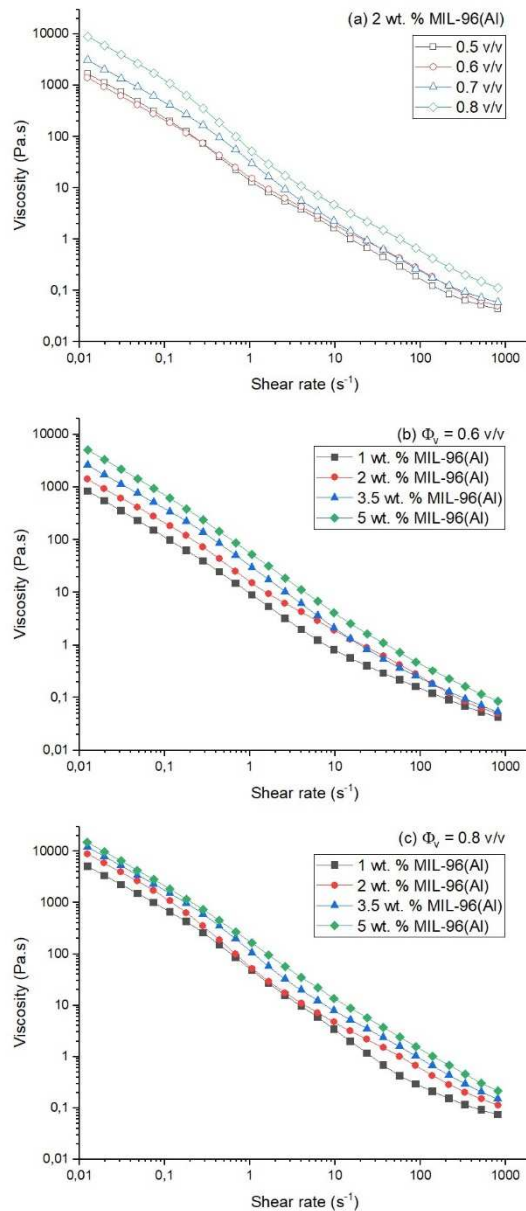 (a) 2 wt. % MIL-96(Al)
0.5 v/v
0.6 v/v
0.7 v/v
0.8 v/v
10000
1000
100
10
1
0,1
0,01
Viscosity (Pa.s)
0,01 0,1 1 10 100 1000
Shear rate (s⁻¹)
(b) Φᵥ = 0.6 v/v
1 wt. % MIL-96(Al)
2 wt. % MIL-96(Al)
3.5 wt. % MIL-96(Al)
5 wt. % MIL-96(Al)
10000
1000
100
10
1
0,1
0,01
Viscosity (Pa.s)
0,01 0,1 1 10 100 1000
Shear rate (s⁻¹)
(c) Φᵥ = 0.8 v/v
1 wt. % MIL-96(Al)
2 wt. % MIL-96(Al)
3.5 wt. % MIL-96(Al)
5 wt. % MIL-96(Al)
10000
1000
100
10
1
0,1
0,01
Viscosity (Pa.s)
0,01 0,1 1 10 100 1000
Shear rate (s⁻¹)